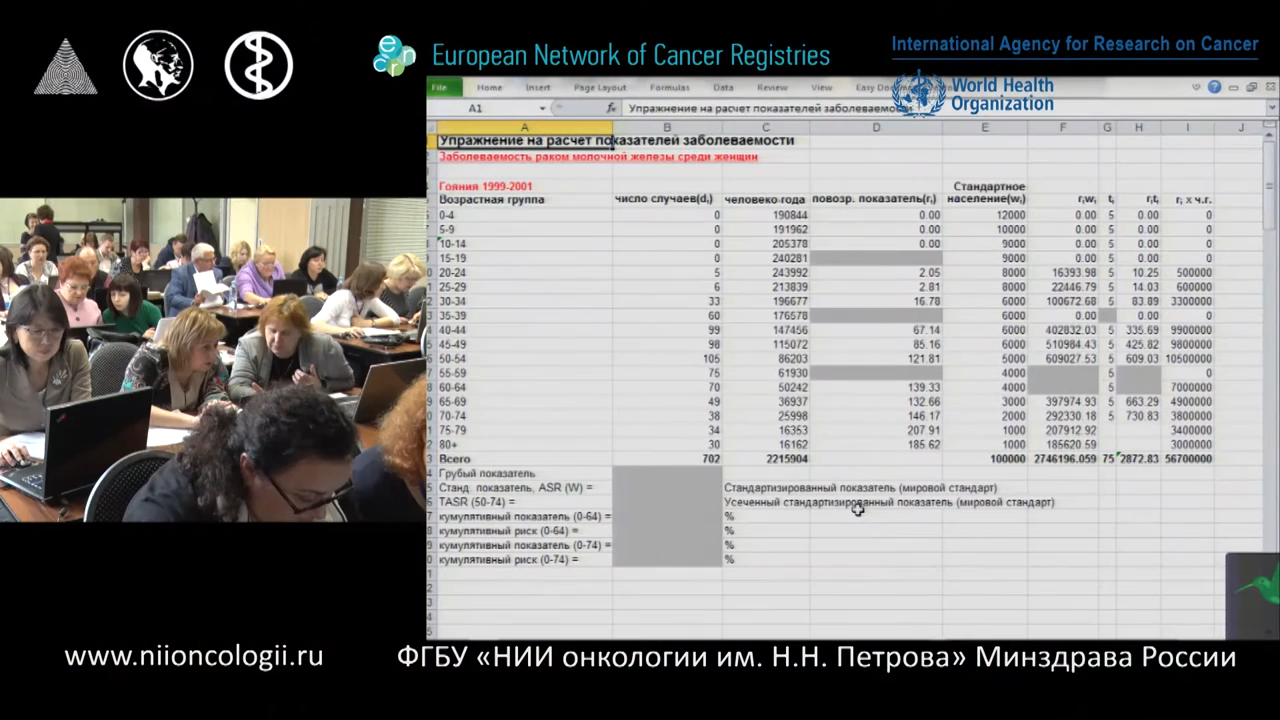 European Network of Cancer Registries
International Agency for Research on Cancer
World Health
Organization
File Home Insert Page Layout Formulas Data Review View
A1 fx Упражнение на расчет показателей заболеваемо
A B C D E F G H I J
Упражнение на расчет показателей заболеваемости
Заболеваемость раком молочной железы среди женщин
Гояния 1999-2001
Возрастная группа число случаев(di) человеко года повозр. показатель(ri) Стандартное население(wi) riwi ti riti ri x ч.г.
0-4 0 190844 0.00 12000 0.00 5 0.00 0
5-9 0 191962 0.00 10000 0.00 5 0.00 0
10-14 0 205378 0.00 9000 0.00 5 0.00 0
15-19 0 240281 9000 0.00 5 0.00 0
20-24 5 243992 2.05 8000 16393.98 5 10.25 500000
25-29 6 213839 2.81 8000 22446.79 5 14.03 600000
30-34 33 196677 16.78 6000 100672.68 5 83.89 3300000
35-39 60 176578 6000 0.00 0.00 0
40-44 99 147456 67.14 6000 402832.03 5 335.69 9900000
45-49 98 115072 85.16 6000 510984.43 5 425.82 9800000
50-54 105 86203 121.81 5000 609027.53 5 609.03 10500000
55-59 75 61930 4000 5 0
60-64 70 50242 139.33 4000 5 7000000
65-69 49 36937 132.66 3000 397974.93 5 663.29 4900000
70-74 38 25998 146.17 2000 292330.18 5 730.83 3800000
75-79 34 16353 207.91 1000 207912.92 3400000
80+ 30 16162 185.62 1000 185620.59 3000000
Всего 702 2215904 100000 2746196.059 75 2872.83 56700000
Грубый показатель
Станд. показатель, ASR (W) = Стандартизированный показатель (мировой стандарт)
TASR (50-74) = Усеченный стандартизированный показатель (мировой стандарт)
кумулятивный показатель (0-64) = %
кумулятивный риск (0-64) = %
кумулятивный показатель (0-74) = %
кумулятивный риск (0-74) = %
www.niioncologii.ru ФГБУ «НИИ онкологии им. Н.Н. Петрова» Минздрава России